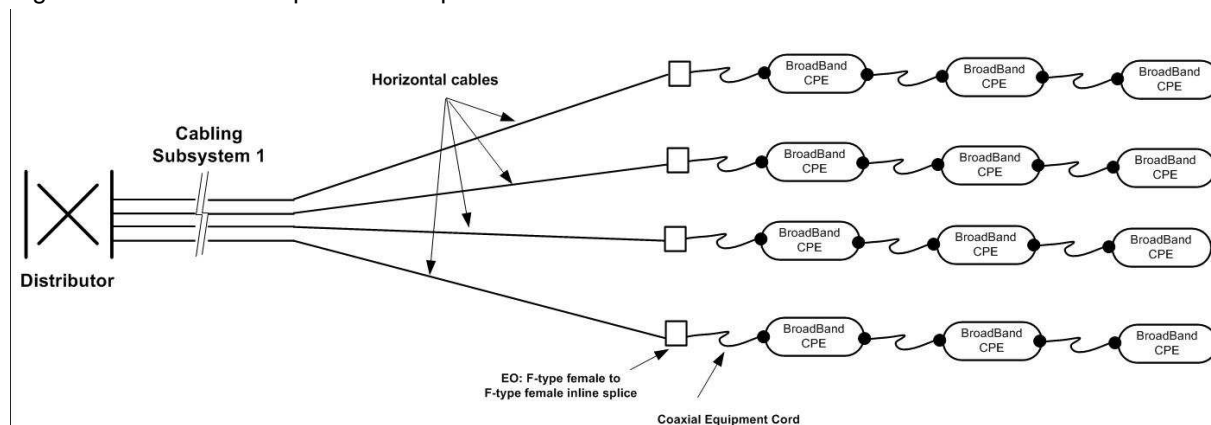 BroadBand
CPE
BroadBand
CPE
BroadBand
CPE
Horizontal cables
Cabling
Subsystem 1
BroadBand
CPE
BroadBand
CPE
BroadBand
CPE
BroadBand
CPE
BroadBand
CPE
BroadBand
CPE
Distributor
BroadBand
CPE
BroadBand
CPE
BroadBand
CPE
EO: F-type female to
F-type female inline splice
Coaxial Equipment Cord